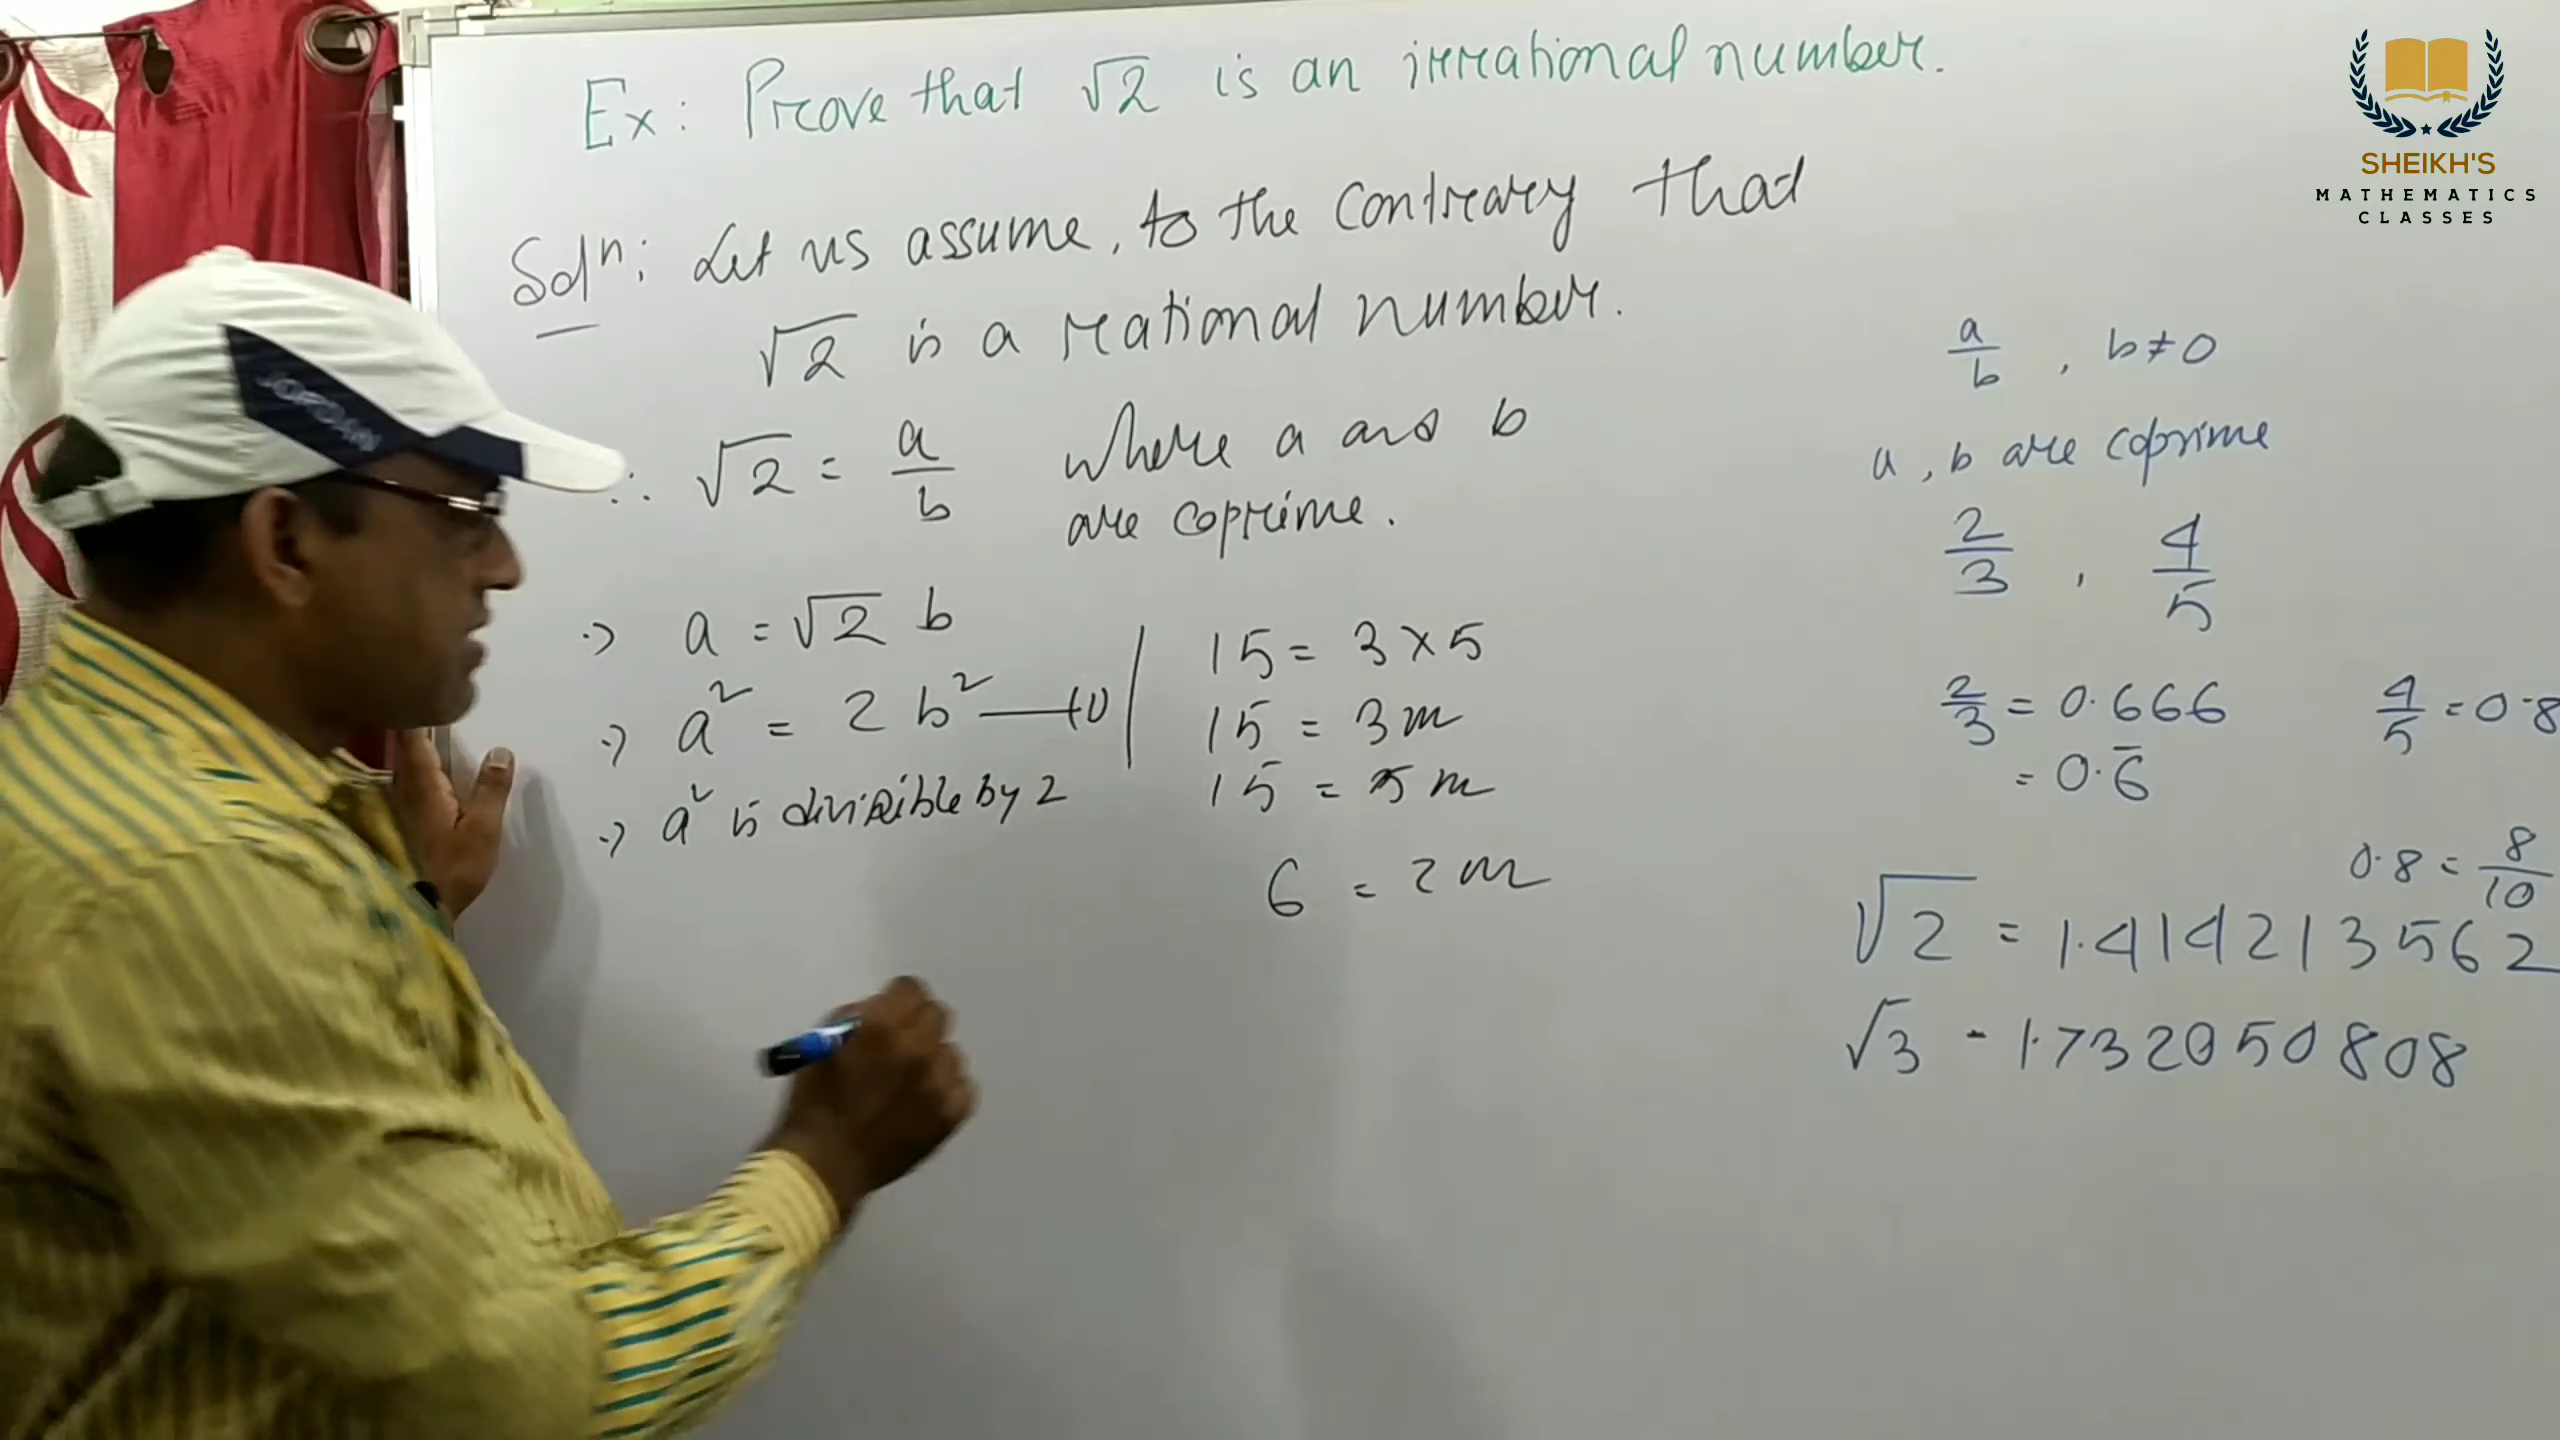 Ex: Prove that √2 is an irrational number.
Solⁿ: Let us assume, to the contrary that
√2 is a rational number.
∴ √2 = a/b where a and b
are coprime.
⇒ a = √2 b
⇒ a² = 2 b² —(1)
⇒ a² is divisible by 2
15 = 3 × 5
15 = 3m
15 = 5m
6 = 2m
a/b , b ≠ 0
a, b are coprime
2/3 , 4/5
2/3 = 0.666
= 0.6̅
4/5 = 0.8
0.8 = 8/10
√2 = 1.414213562
√3 - 1.732050808
SHEIKH'S
MATHEMATICS
CLASSES
JORDAN